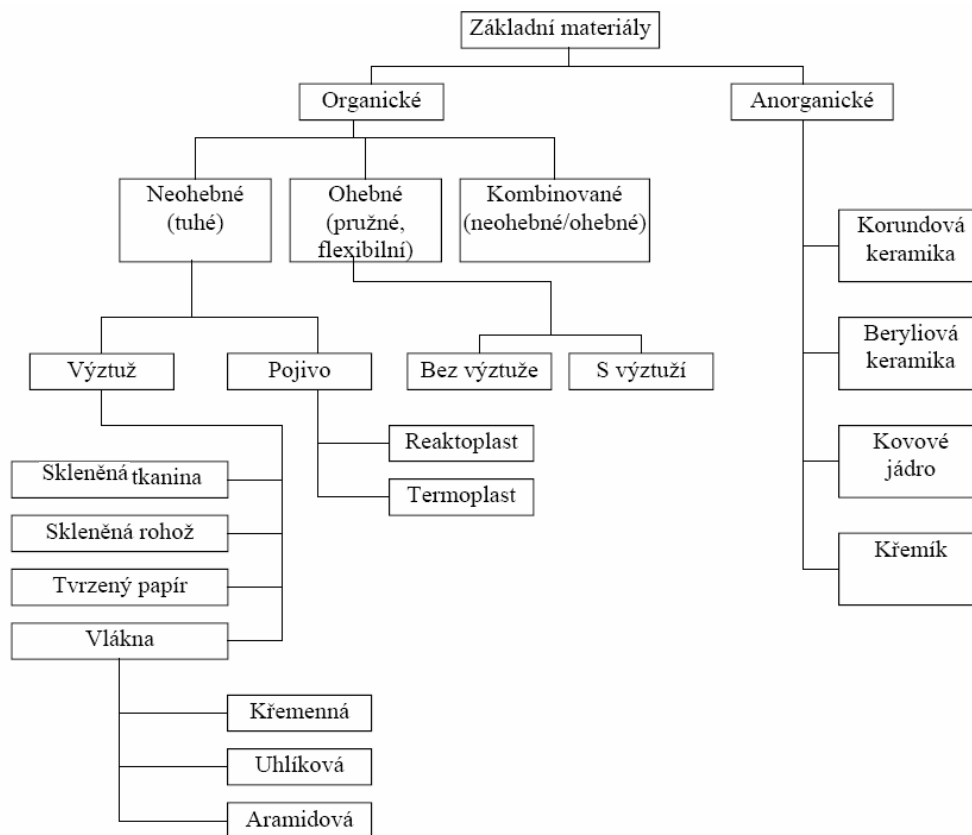 Základní materiály
Organické
Anorganické
Neohebné
(tuhé)
Ohebné
(pružné,
flexibilní)
Kombinované
(neohebné/ohebné)
Korundová
keramika
Beryliová
keramika
Kovové
jádro
Křemík
Výztuž
Pojivo
Bez výztuže
S výztuží
Reaktoplast
Termoplast
Skleněná tkanina
Skleněná rohož
Tvrzený papír
Vlákna
Křemenná
Uhlíková
Aramidová